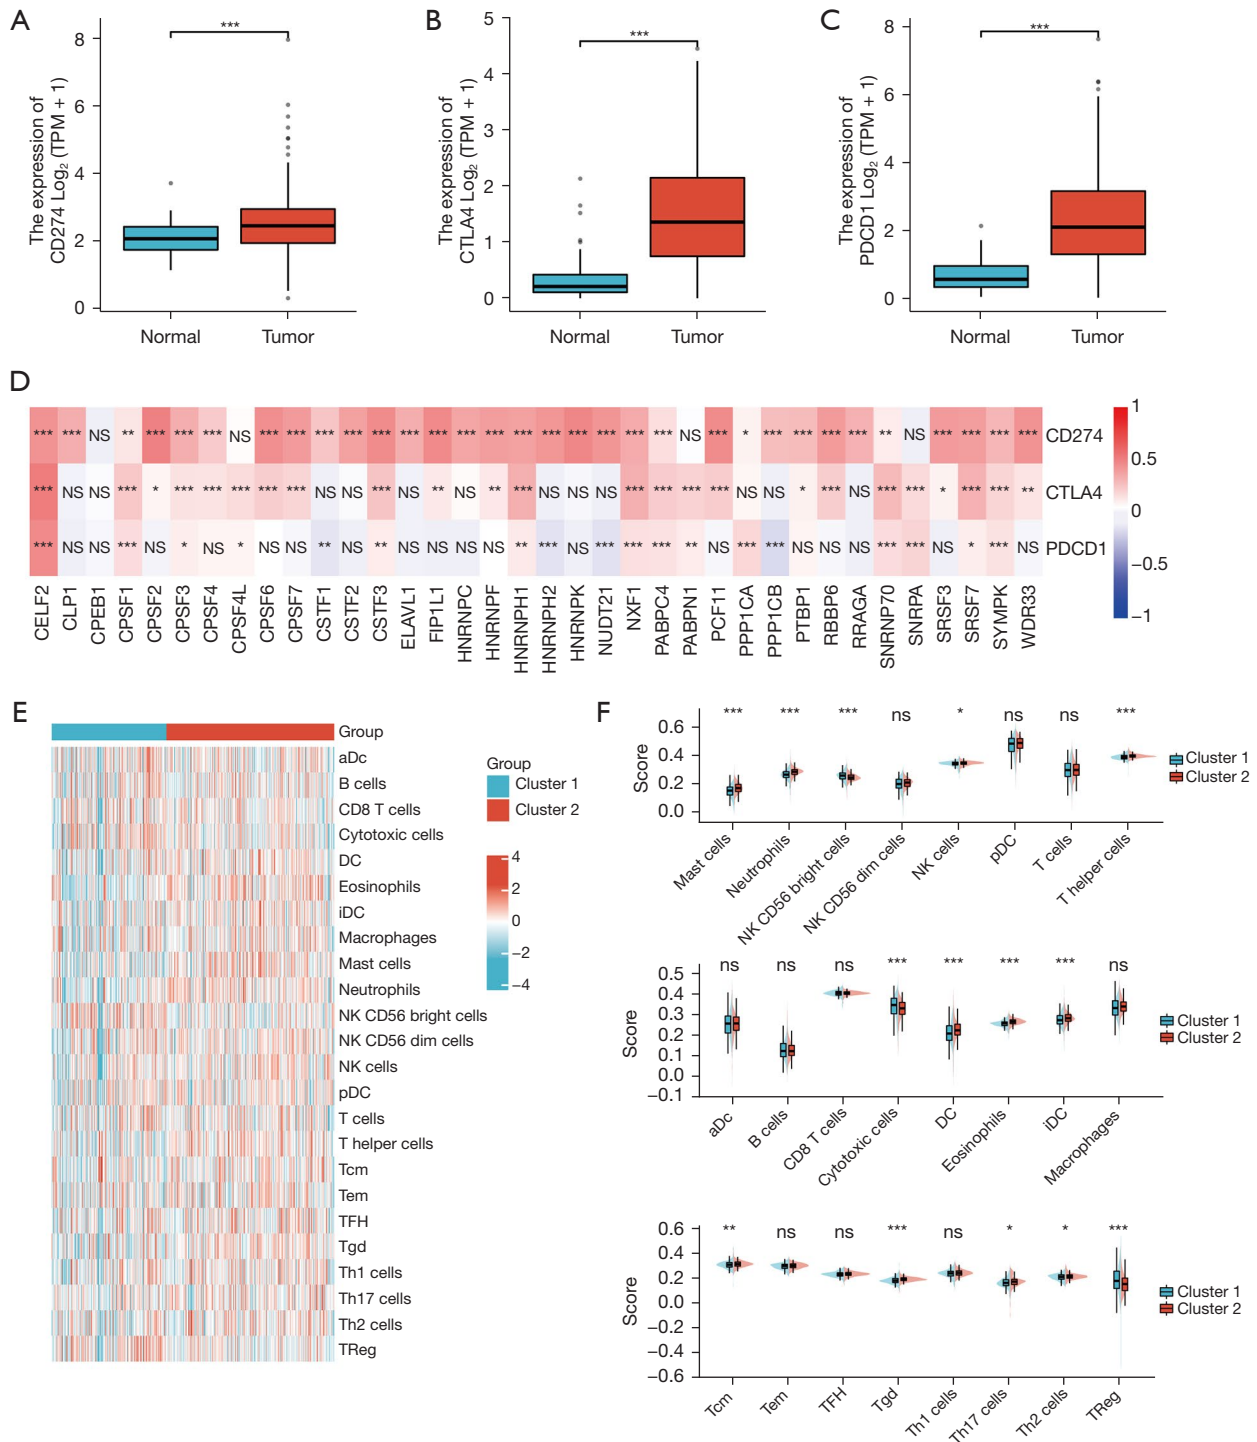 A
***
The expression of
CD274 Log₂ (TPM + 1)
8
6
4
2
0
Normal
Tumor
B
***
The expression of
CTLA4 Log₂ (TPM + 1)
5
4
3
2
1
0
Normal
Tumor
C
***
The expression of
PDCD1 Log₂ (TPM + 1)
8
6
4
2
0
Normal
Tumor
D
*** *** NS ** *** *** *** NS *** *** *** *** *** *** *** *** *** *** *** *** *** *** *** NS *** * *** *** *** *** ** NS *** *** *** *** CD274
*** NS NS *** * *** *** *** *** *** NS NS *** NS ** NS ** *** NS NS NS *** *** *** *** NS NS * *** NS *** *** * *** *** ** CTLA4
*** NS NS *** NS * NS * NS NS ** NS ** NS NS NS NS ** *** NS *** *** *** ** NS *** *** NS NS NS *** *** NS * *** NS PDCD1
CELF2 CLP1 CPEB1 CPSF1 CPSF2 CPSF3 CPSF4 CPSF4L CPSF6 CPSF7 CSTF1 CSTF2 CSTF3 ELAVL1 FIP1L1 HNRNPC HNRNPF HNRNPH1 HNRNPH2 HNRNPK NUDT21 NXF1 PABPC4 PABPN1 PCF11 PPP1CA PPP1CB PTBP1 RBBP6 RRAGA SNRNP70 SNRPA SRSF3 SRSF7 SYMPK WDR33
1
0.5
0
−0.5
−1
E
Group
aDc
B cells
CD8 T cells
Cytotoxic cells
DC
Eosinophils
iDC
Macrophages
Mast cells
Neutrophils
NK CD56 bright cells
NK CD56 dim cells
NK cells
pDC
T cells
T helper cells
Tcm
Tem
TFH
Tgd
Th1 cells
Th17 cells
Th2 cells
TReg
Group
Cluster 1
Cluster 2
4
2
0
−2
−4
F
*** *** *** ns * ns ns ***
Score
0.6
0.4
0.2
0.0
Mast cells Neutrophils NK CD56 bright cells NK CD56 dim cells NK cells pDC T cells T helper cells
Cluster 1
Cluster 2
ns ns ns *** *** *** *** ns
Score
0.5
0.4
0.3
0.2
0.1
0.0
−0.1
aDc B cells CD8 T cells Cytotoxic cells DC Eosinophils iDC Macrophages
Cluster 1
Cluster 2
** ns ns *** ns * * ***
Score
0.6
0.4
0.2
0.0
−0.2
−0.4
−0.6
Tcm Tem TFH Tgd Th1 cells Th17 cells Th2 cells TReg
Cluster 1
Cluster 2